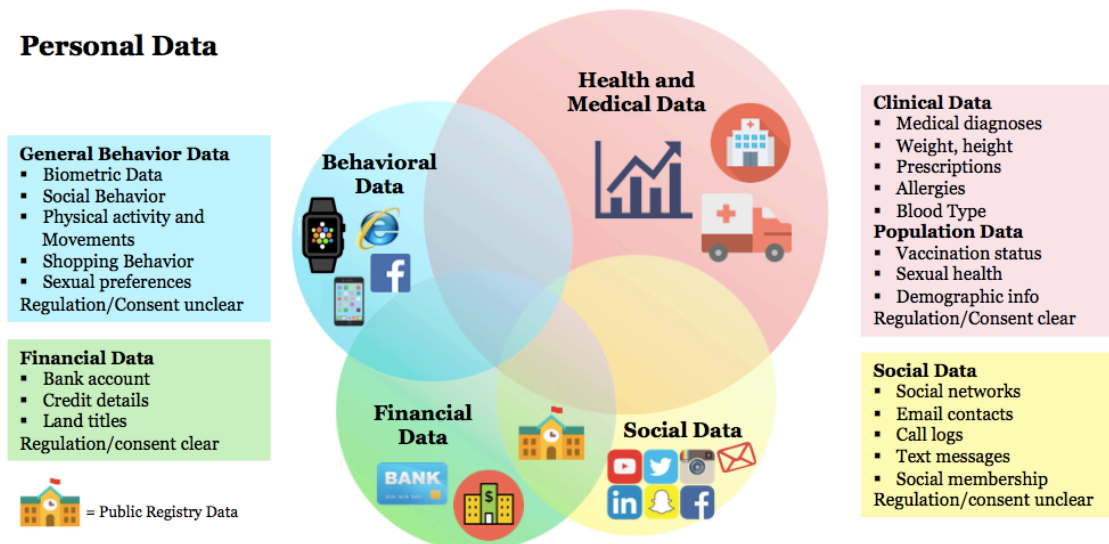 Personal Data
General Behavior Data
▪ Biometric Data
▪ Social Behavior
▪ Physical activity and
Movements
▪ Shopping Behavior
▪ Sexual preferences
Regulation/Consent unclear
Financial Data
▪ Bank account
▪ Credit details
▪ Land titles
Regulation/consent clear
= Public Registry Data
Health and
Medical Data
Behavioral
Data
Financial
Data
BANK
$
Social Data
in
f
f
Clinical Data
▪ Medical diagnoses
▪ Weight, height
▪ Prescriptions
▪ Allergies
▪ Blood Type
Population Data
▪ Vaccination status
▪ Sexual health
▪ Demographic info
Regulation/Consent clear
Social Data
▪ Social networks
▪ Email contacts
▪ Call logs
▪ Text messages
▪ Social membership
Regulation/consent unclear